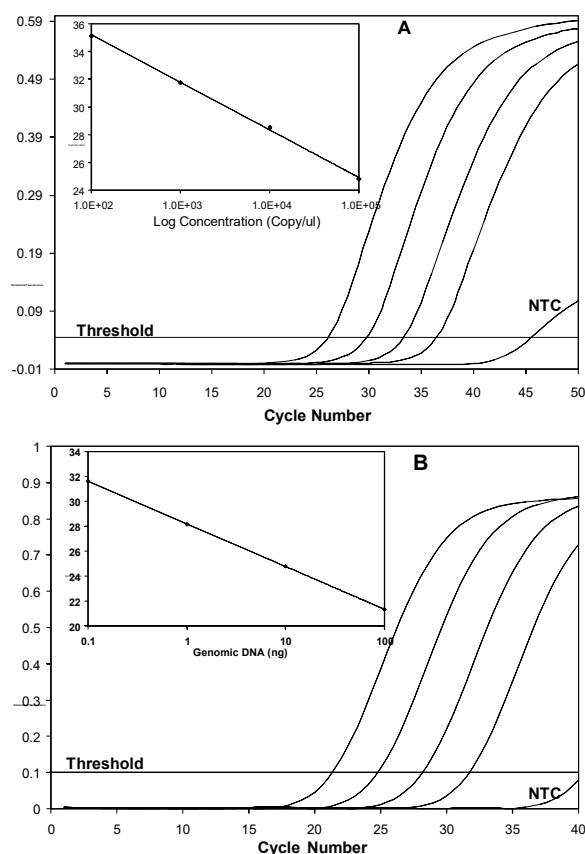 A
0.59
0.49
0.39
0.29
0.19
0.09
-0.01
36
34
32
30
28
26
24
1.0E+02 1.0E+03 1.0E+04 1.0E+05
Log Concentration (Copy/ul)
NTC
Threshold
0 5 10 15 20 25 30 35 40 45 50
Cycle Number
B
1
0.9
0.8
0.7
0.6
0.5
0.4
0.3
0.2
0.1
0
34
32
30
28
26
24
22
20
0.1 1 10 100
Genomic DNA (ng)
Threshold
NTC
0 5 10 15 20 25 30 35 40
Cycle Number